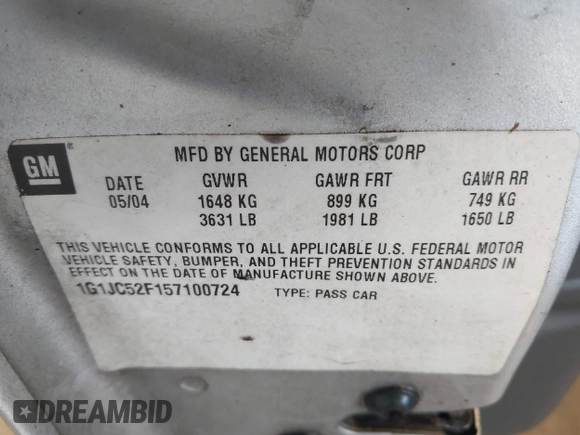 GM ®
MFD BY GENERAL MOTORS CORP
DATE GVWR GAWR FRT GAWR RR
05/04 1648 KG 899 KG 749 KG
3631 LB 1981 LB 1650 LB
THIS VEHICLE CONFORMS TO ALL APPLICABLE U.S. FEDERAL MOTOR
VEHICLE SAFETY, BUMPER, AND THEFT PREVENTION STANDARDS IN
EFFECT ON THE DATE OF MANUFACTURE SHOWN ABOVE.
1G1JC52F157100724 TYPE: PASS CAR
DREAMBID